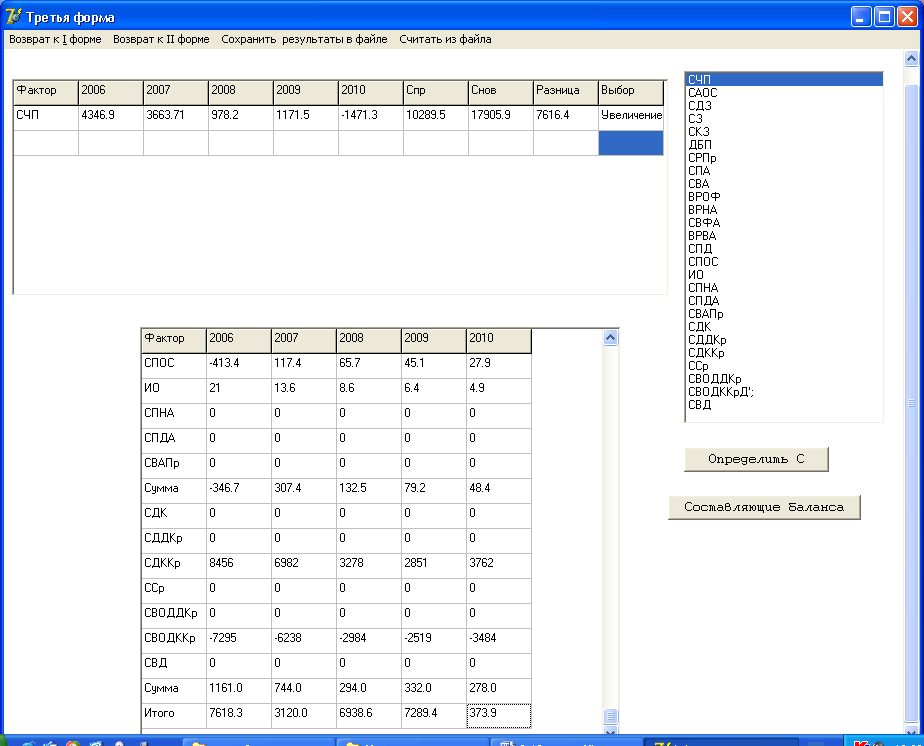 Третья форма
Возврат к I форме Возврат к II форме Сохранить результаты в файле Считать из файла
Фактор 2006 2007 2008 2009 2010 Спр Снов Разница Выбор
СЧП 4346.9 3663.71 978.2 1171.5 -1471.3 10289.5 17905.9 7616.4 Увеличение
СЧП
САОС
СДЗ
СЗ
СКЗ
ДБП
СРПр
СПА
СВА
ВРОФ
ВРНА
СВФА
ВРВА
СПД
СПОС
ИО
СПНА
СПДА
СВАПр
СДК
СДДКр
СДККр
ССр
СВОДДКр
СВОДККрД';
СВД
Определить С
Составляющие баланса
Фактор 2006 2007 2008 2009 2010
СПОС -413.4 117.4 65.7 45.1 27.9
ИО 21 13.6 8.6 6.4 4.9
СПНА 0 0 0 0 0
СПДА 0 0 0 0 0
СВАПр 0 0 0 0 0
Сумма -346.7 307.4 132.5 79.2 48.4
СДК 0 0 0 0 0
СДДКр 0 0 0 0 0
СДККр 8456 6982 3278 2851 3762
ССр 0 0 0 0 0
СВОДДКр 0 0 0 0 0
СВОДККр -7295 -6238 -2984 -2519 -3484
СВД 0 0 0 0 0
Сумма 1161.0 744.0 294.0 332.0 278.0
Итого 7618.3 3120.0 6938.6 7289.4 373.9